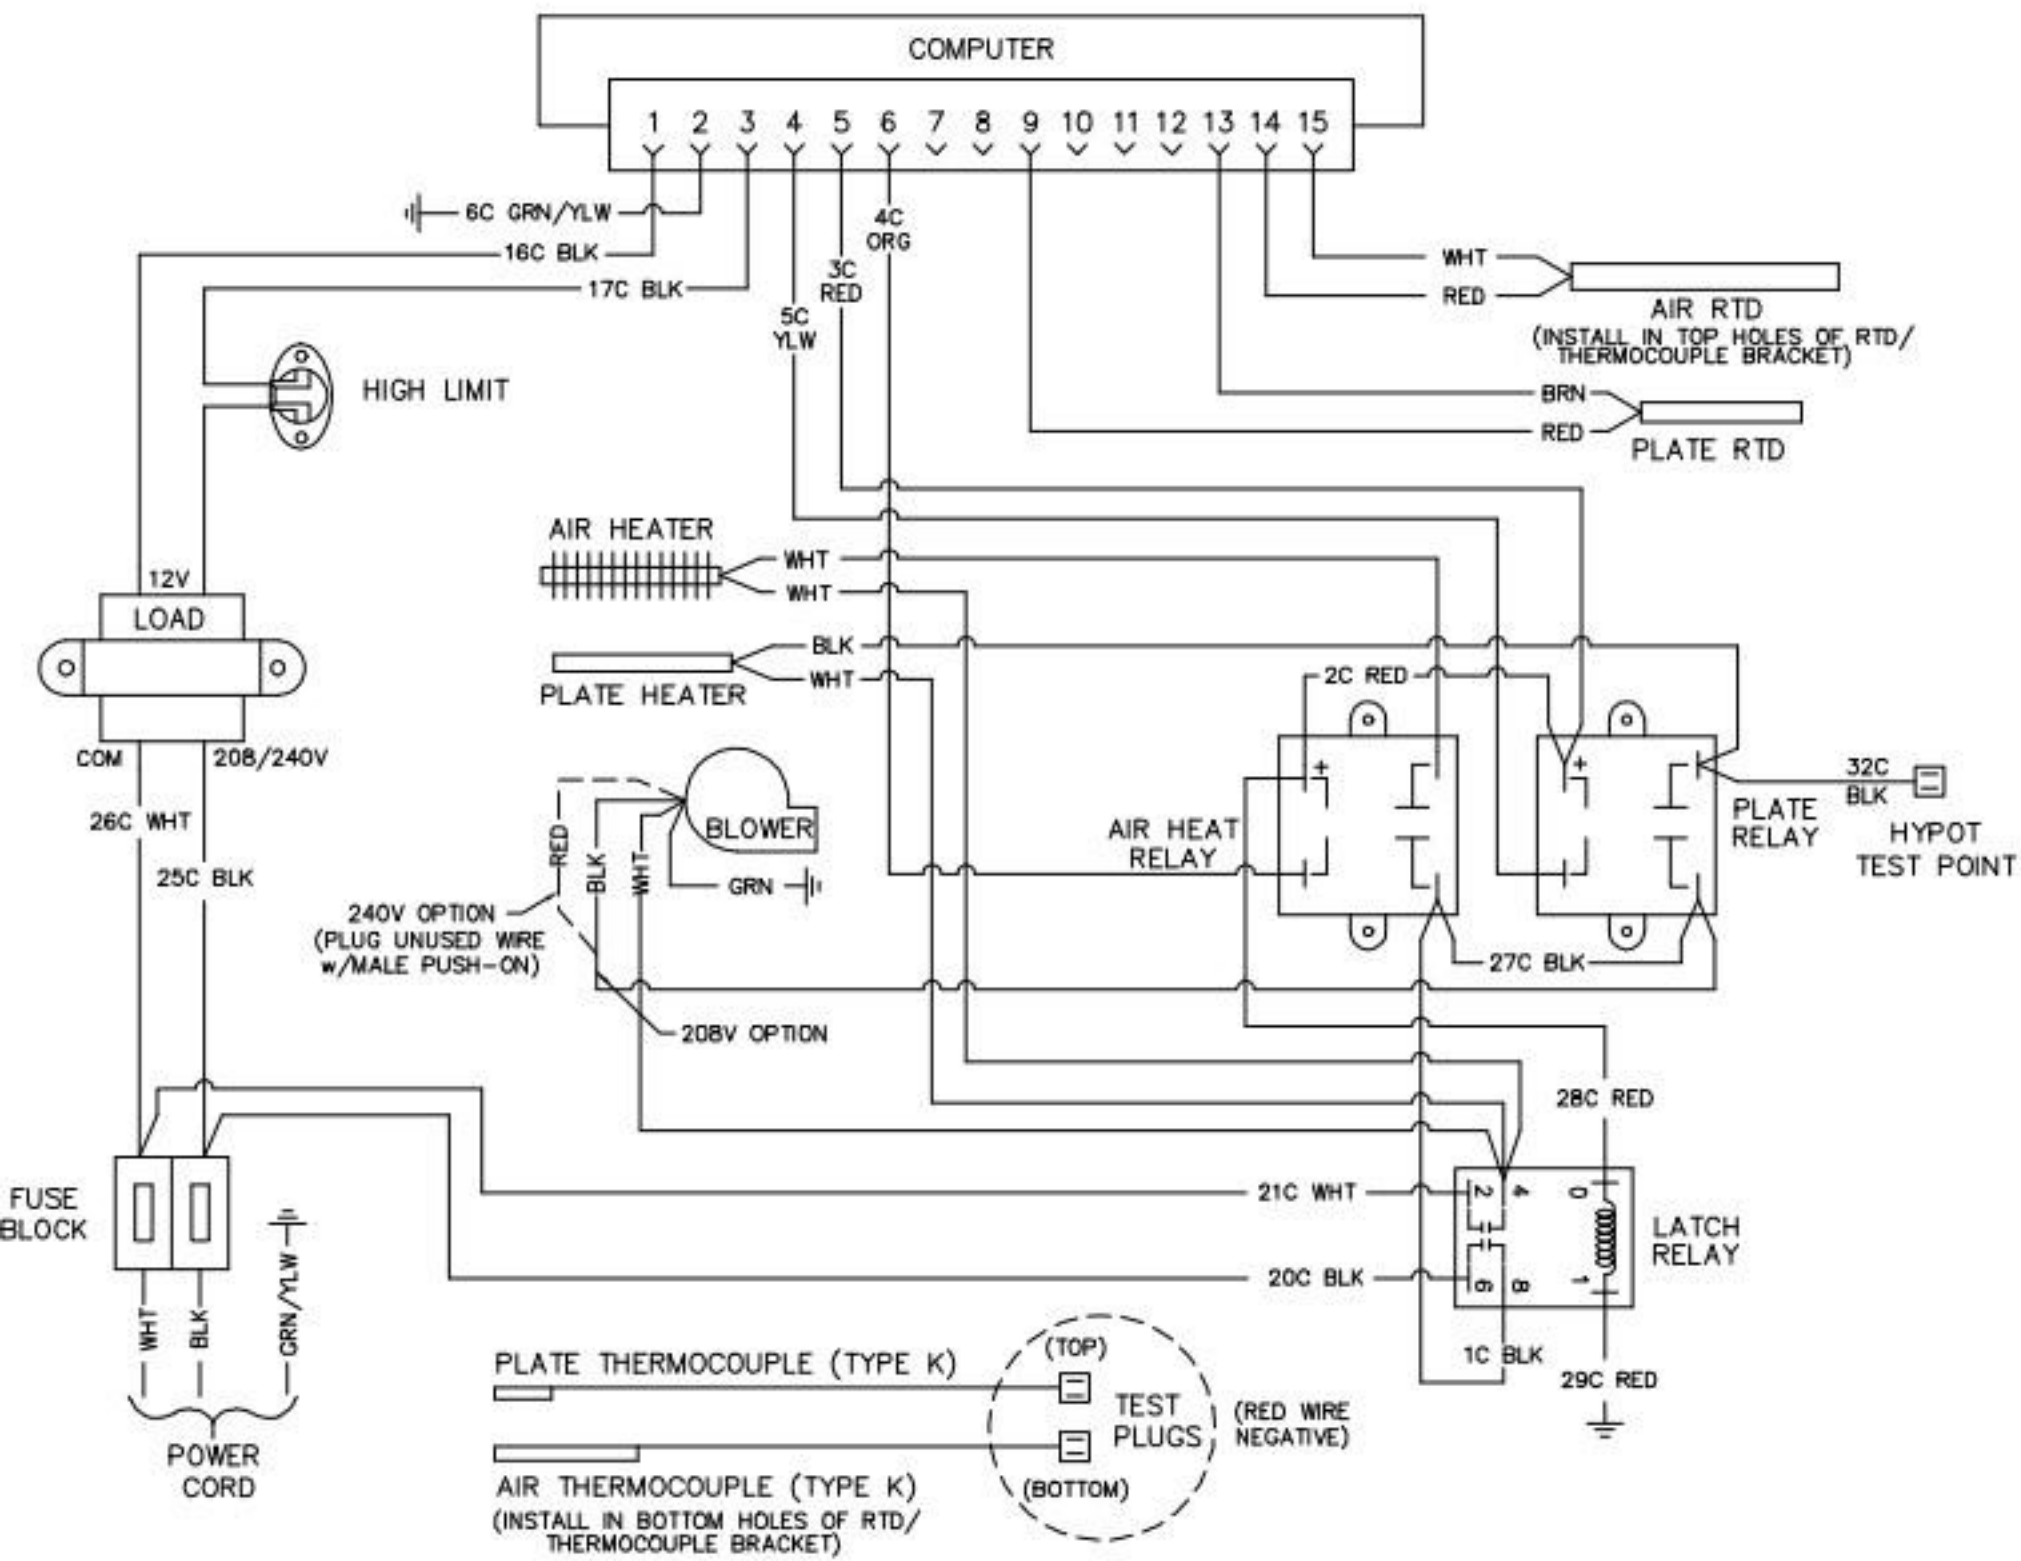 COMPUTER
1 2 3 4 5 6 7 8 9 10 11 12 13 14 15
6C GRN/YLW
16C BLK
17C BLK
4C
ORG
3C
RED
5C
YLW
WHT
RED
AIR RTD
(INSTALL IN TOP HOLES OF RTD/
THERMOCOUPLE BRACKET)
BRN
RED
PLATE RTD
HIGH LIMIT
AIR HEATER
WHT
WHT
BLK
WHT
PLATE HEATER
12V
LOAD
COM
208/240V
26C WHT
25C BLK
2C RED
+
+
AIR HEAT
RELAY
PLATE
RELAY
32C
BLK
HYPOT
TEST POINT
27C BLK
BLOWER
RED
BLK
WHT
GRN
240V OPTION
(PLUG UNUSED WIRE
w/MALE PUSH-ON)
208V OPTION
28C RED
21C WHT
20C BLK
2 4 0
6 8 1
LATCH
RELAY
1C BLK
29C RED
FUSE
BLOCK
WHT
BLK
GRN/YLW
POWER
CORD
PLATE THERMOCOUPLE (TYPE K)
(TOP)
TEST
PLUGS
(RED WIRE
NEGATIVE)
(BOTTOM)
AIR THERMOCOUPLE (TYPE K)
(INSTALL IN BOTTOM HOLES OF RTD/
THERMOCOUPLE BRACKET)